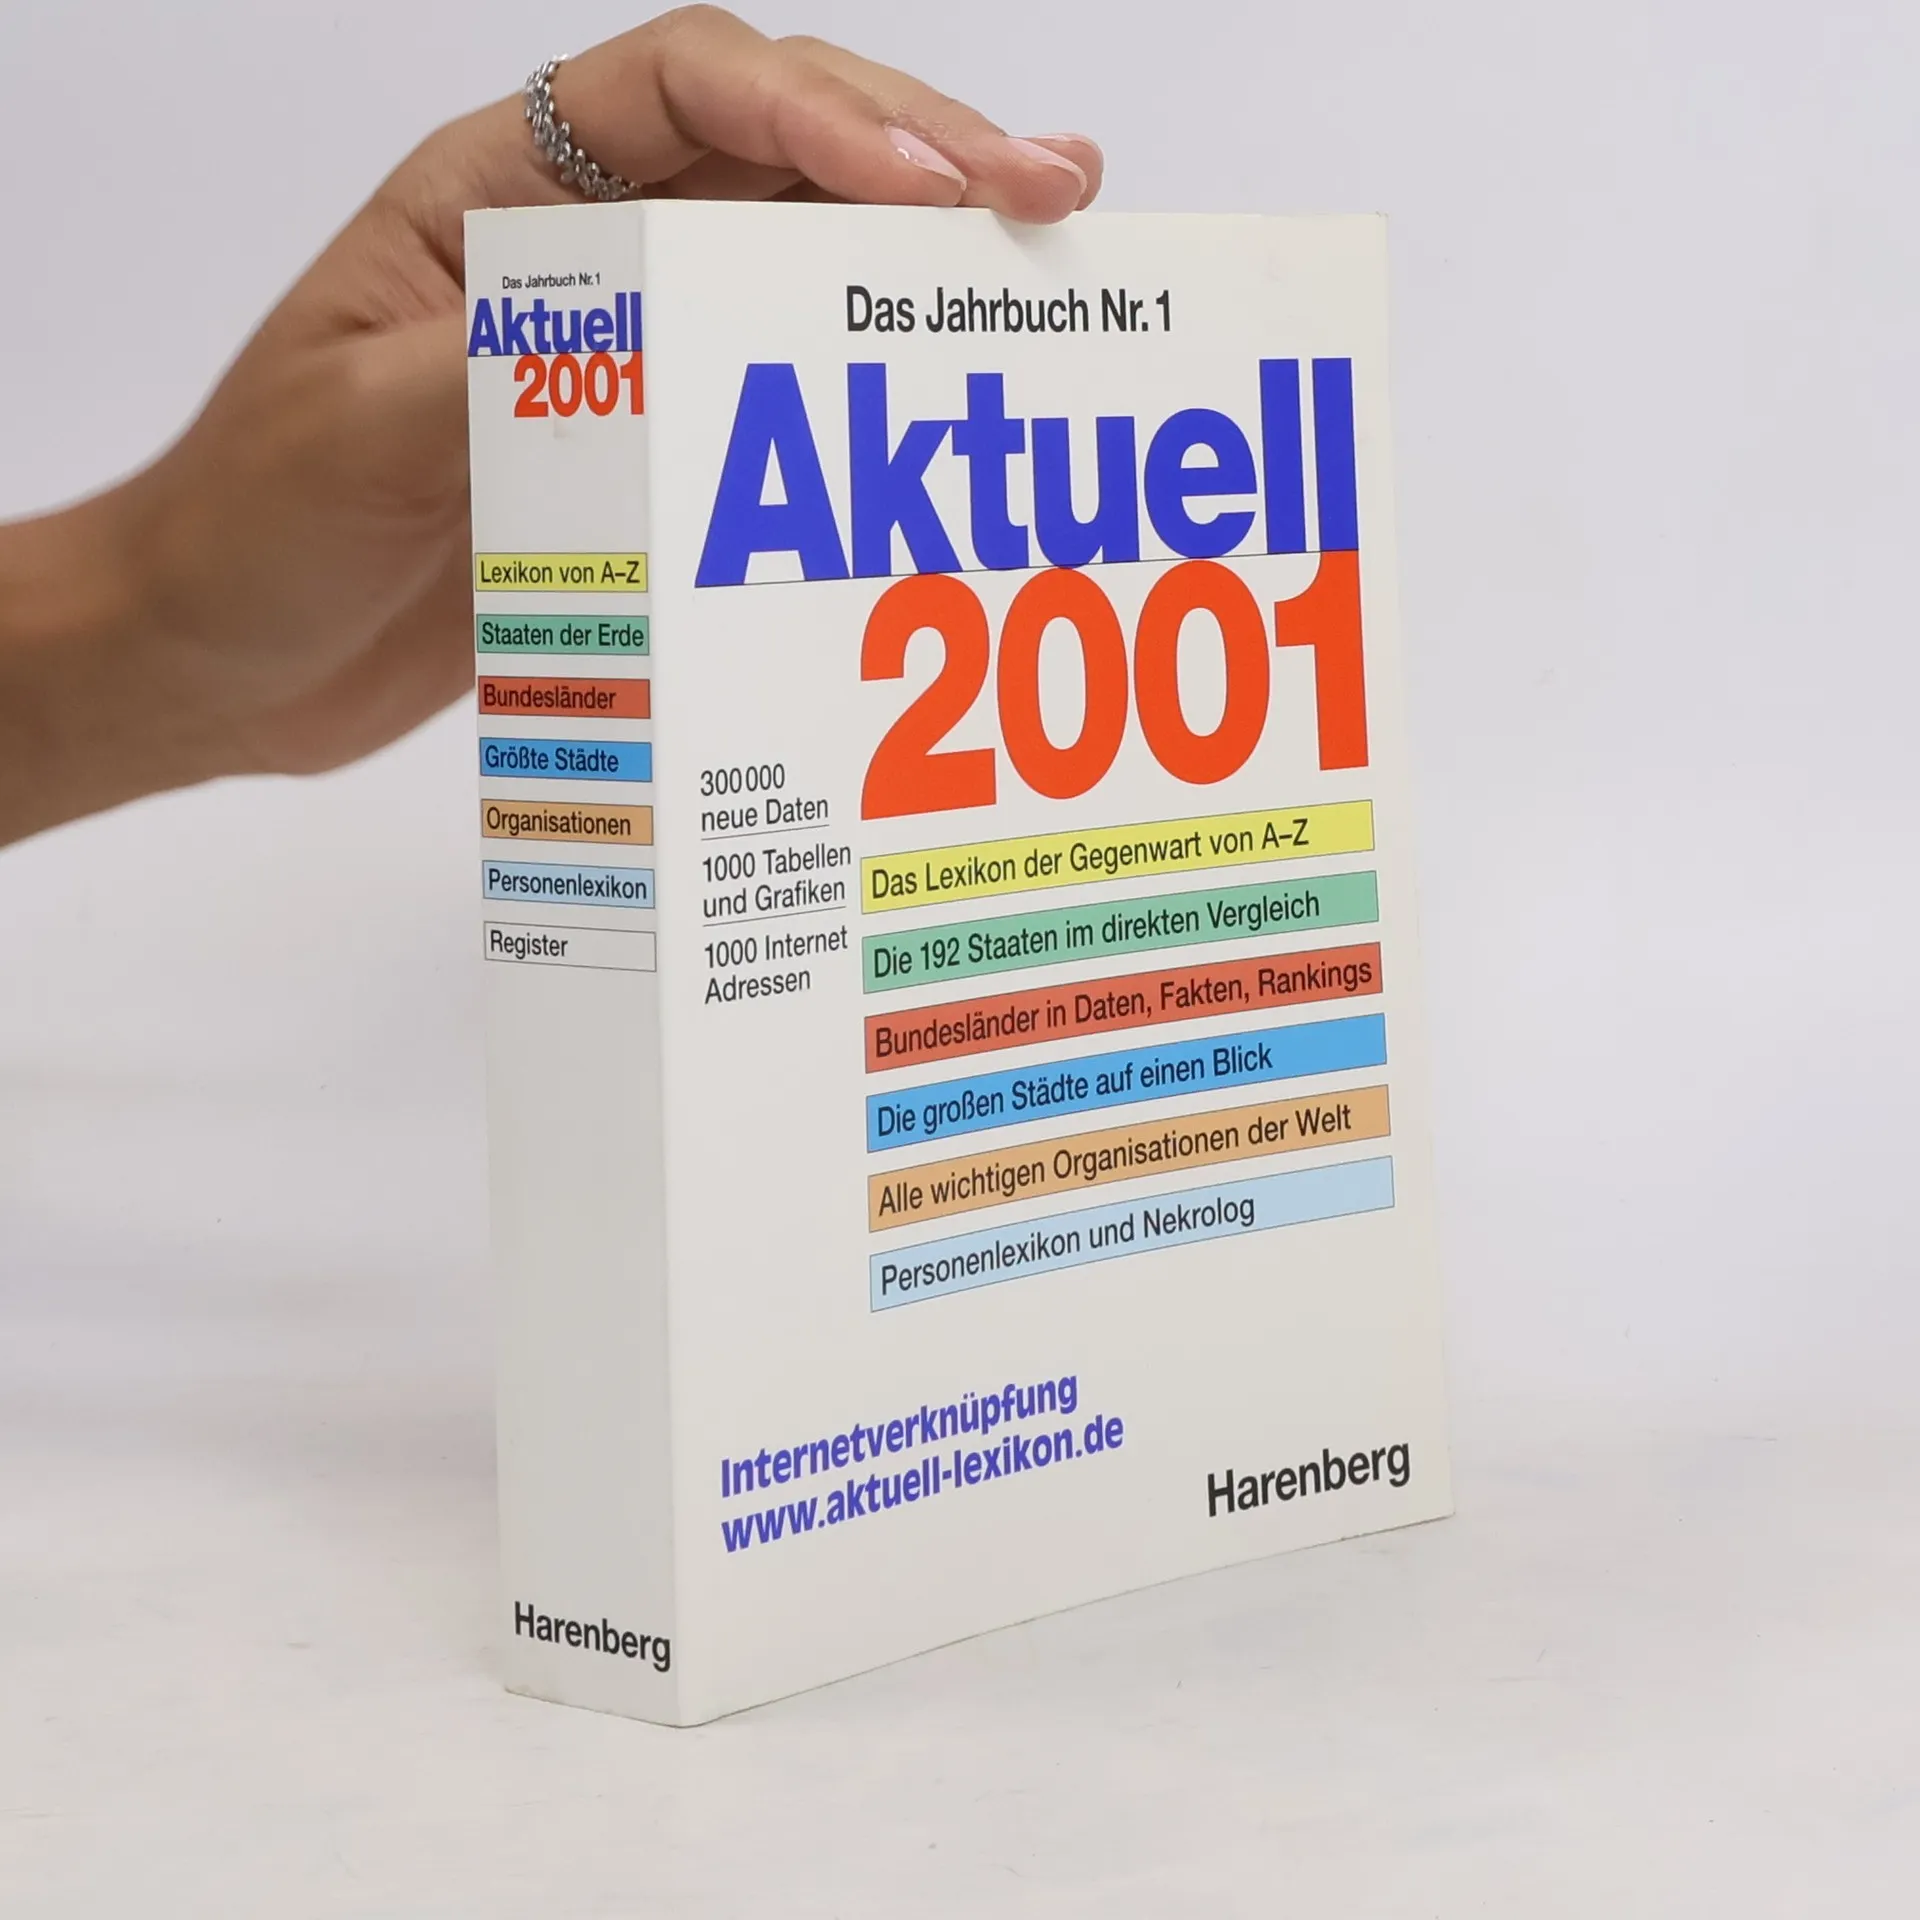 Das Jahrbuch Nr. 1
Aktuell
2001
Lexikon von A–Z
Staaten der Erde
Bundesländer
Größte Städte
Organisationen
Personenlexikon
Register
Harenberg
Das Jahrbuch Nr. 1
Aktuell
2001
300 000
neue Daten
1000 Tabellen
und Grafiken
1000 Internet
Adressen
Das Lexikon der Gegenwart von A–Z
Die 192 Staaten im direkten Vergleich
Bundesländer in Daten, Fakten, Rankings
Die großen Städte auf einen Blick
Alle wichtigen Organisationen der Welt
Personenlexikon und Nekrolog
Internetverknüpfung
www.aktuell-lexikon.de
Harenberg